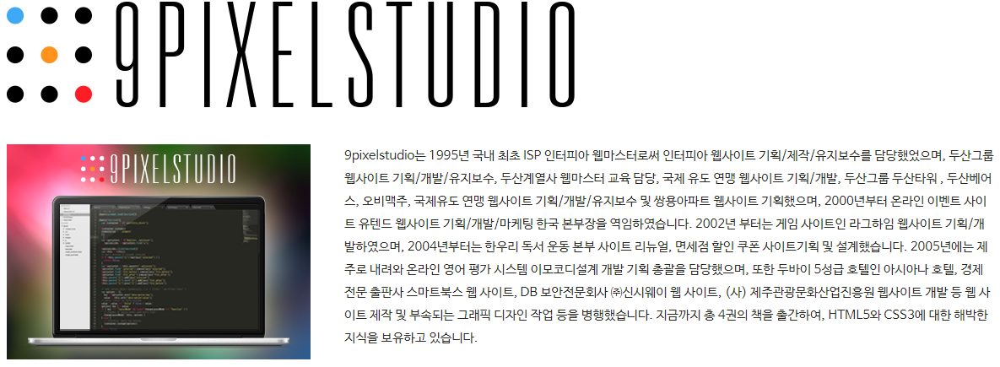 9PIXELSTUDIO
9PIXELSTUDIO
9pixelstudio는 1995년 국내 최초 ISP 인터피아 웹마스터로써 인터피아 웹사이트 기획/제작/유지보수를 담당했었으며, 두산그룹
웹사이트 기획/개발/유지보수, 두산계열사 웹마스터 교육 담당, 국제 유도 연맹 웹사이트 기획/개발, 두산그룹 두산타워 , 두산베어
스, 오비맥주, 국제유도 연맹 웹사이트 기획/개발/유지보수 및 쌍용아파트 웹사이트 기획했으며, 2000년부터 온라인 이벤트 사이
트 유텐드 웹사이트 기획/개발/마케팅 한국 본부장을 역임하였습니다. 2002년 부터는 게임 사이트인 라그하임 웹사이트 기획/개
발하였으며, 2004년부터는 한우리 독서 운동 본부 사이트 리뉴얼, 면세점 할인 쿠폰 사이트기획 및 설계했습니다. 2005년에는 제
주로 내려와 온라인 영어 평가 시스템 이모코디설계 개발 기획 총괄을 담당했으며, 또한 두바이 5성급 호텔인 아시아나 호텔, 경제
전문 출판사 스마트북스 웹 사이트, DB 보안전문회사 ㈜신시웨이 웹 사이트, (사) 제주관광문화산업진흥원 웹사이트 개발 등 웹 사
이트 제작 및 부속되는 그래픽 디자인 작업 등을 병행했습니다. 지금까지 총 4권의 책을 출간하여, HTML5와 CSS3에 대한 해박한
지식을 보유하고 있습니다.